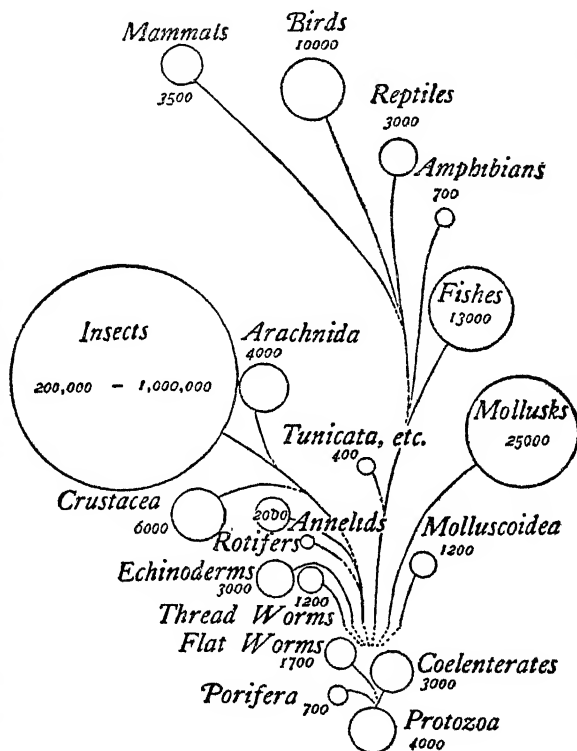 Mammals
3500
Birds
10000
Reptiles
3000
Amphibians
700
Fishes
13000
Insects
200,000 - 1,000,000
Arachnida
4000
Mollusks
25000
Tunicata, etc.
400
Crustacea
6000
2000
Annelids
Rotifers
Molluscoidea
1200
Echinoderms
3000
1200
Thread Worms
Flat Worms
1700
Coelenterates
3000
Porifera
700
Protozoa
4000